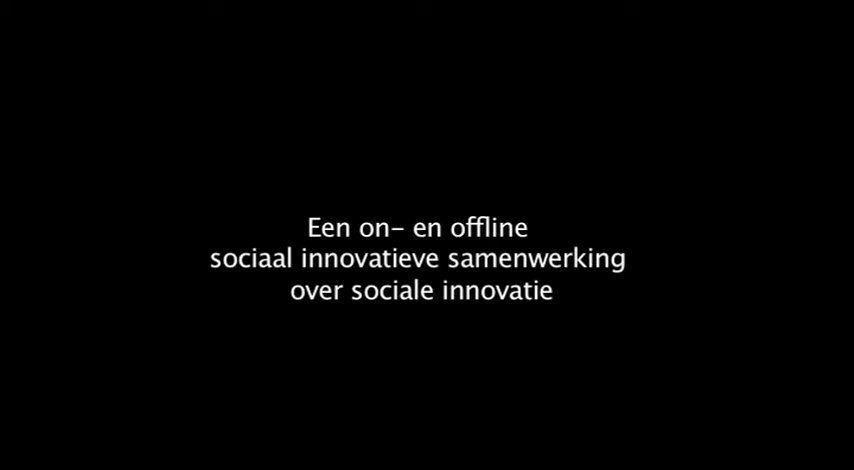 Een on- en offline
sociaal innovatieve samenwerking
over sociale innovatie